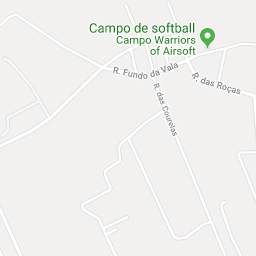 Campo de softball
Campo Warriors
of Airsoft
R. Fundo da Vala
R. das Roças
R. das Courelas